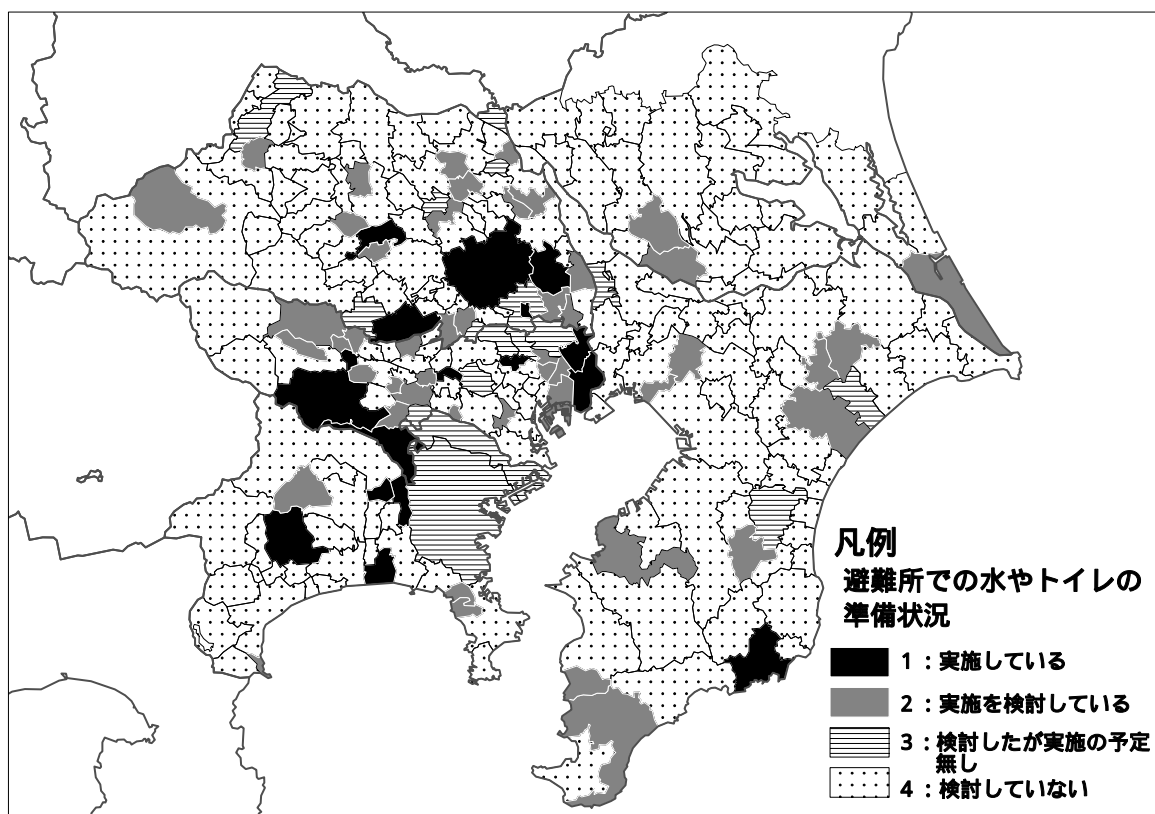 凡例
避難所での水やトイレの
準備状況
1：実施している
2：実施を検討している
3：検討したが実施の予定
無し
4：検討していない